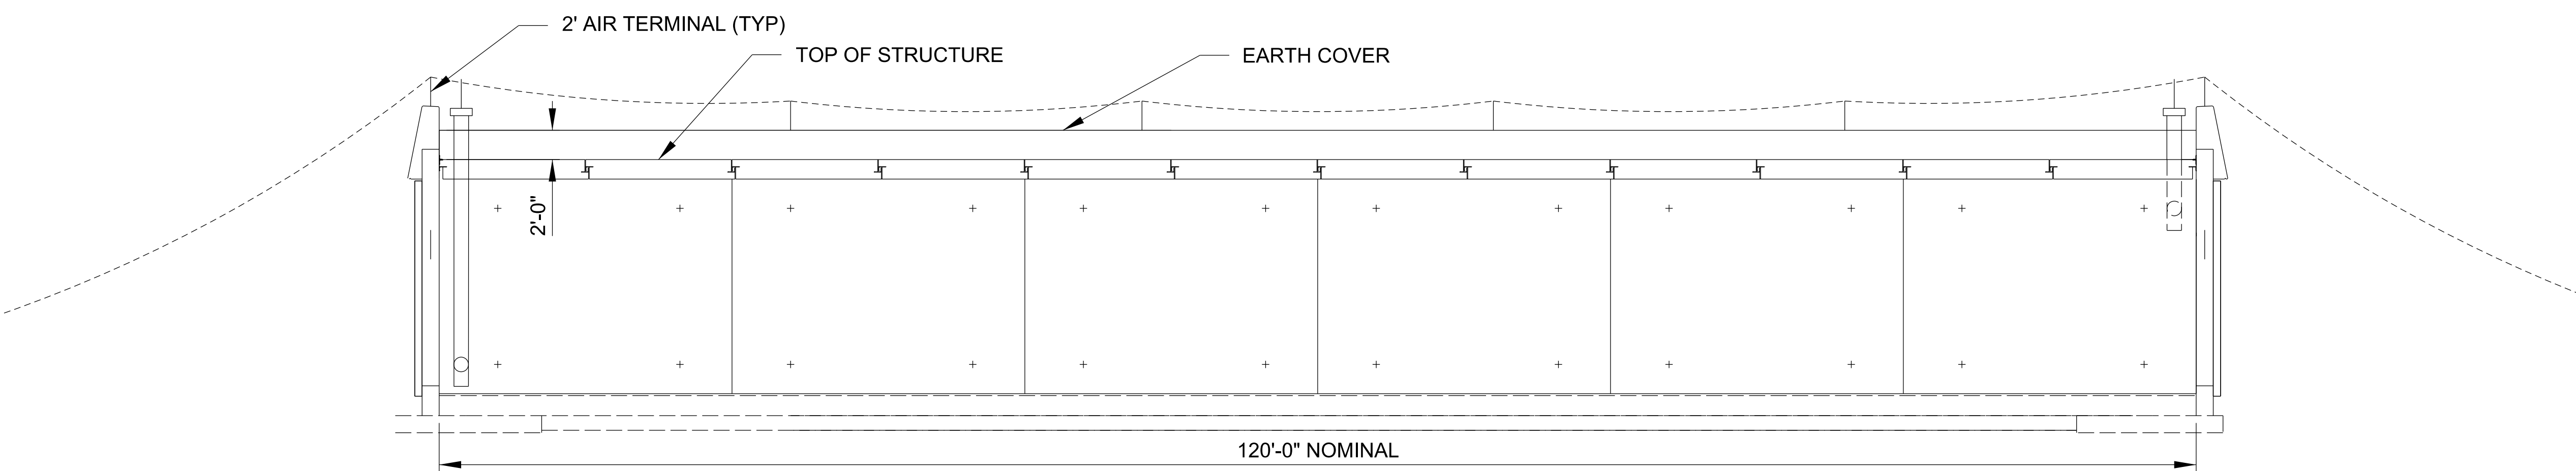 2' AIR TERMINAL (TYP)
TOP OF STRUCTURE
EARTH COVER
2'-0"
120'-0" NOMINAL